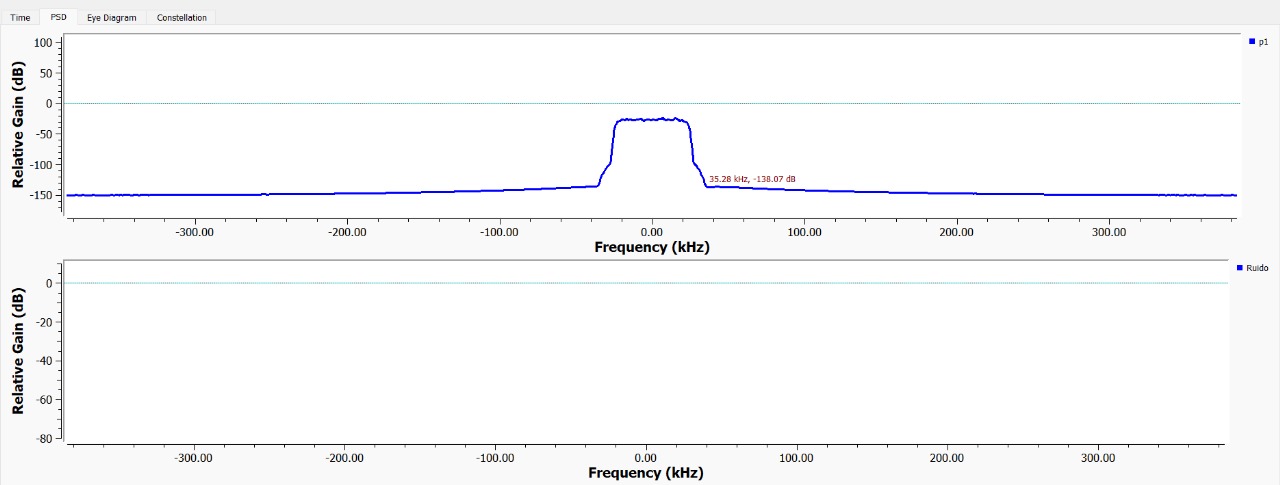 Time PSD Eye Diagram Constellation
Relative Gain (dB)
100
50
0
-50
-100
-150
p1
35.28 kHz, -138.07 dB
-300.00 -200.00 -100.00 0.00 100.00 200.00 300.00
Frequency (kHz)
Relative Gain (dB)
0
-20
-40
-60
-80
Ruido
-300.00 -200.00 -100.00 0.00 100.00 200.00 300.00
Frequency (kHz)